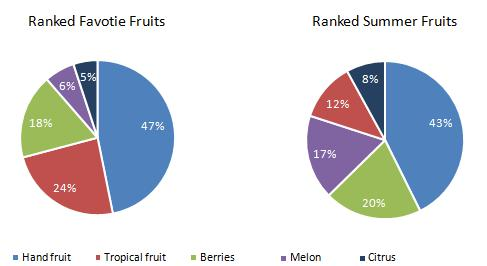 Ranked Favotie Fruits
Ranked Summer Fruits
5%
6%
18%
47%
24%
8%
12%
17%
43%
20%
Hand fruit
Tropical fruit
Berries
Melon
Citrus